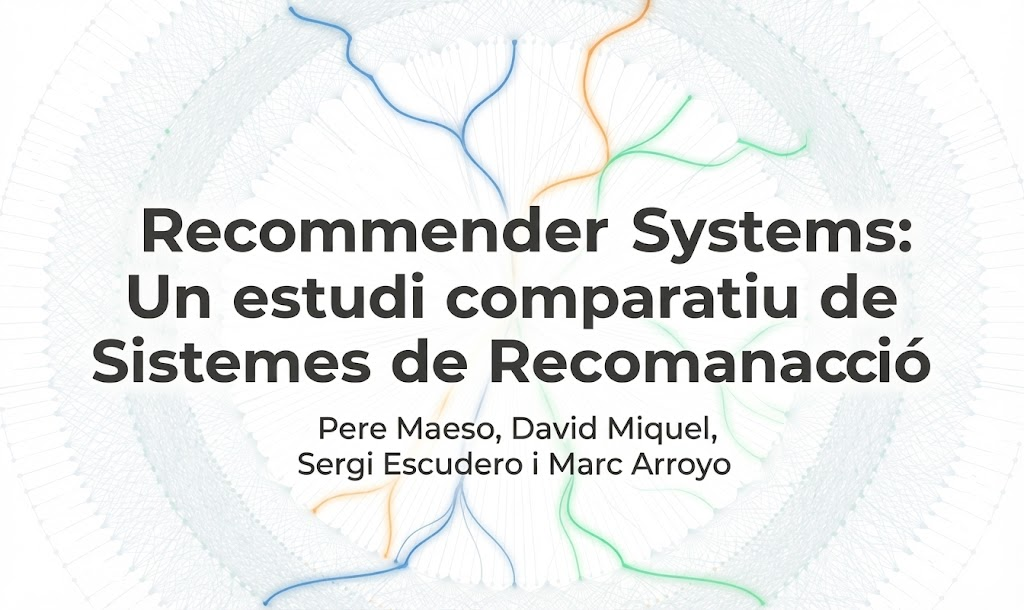 Recommender Systems:
Un estudi comparatiu de
Sistemes de Recomanacció
Pere Maeso, David Miquel,
Sergi Escudero i Marc Arroyo